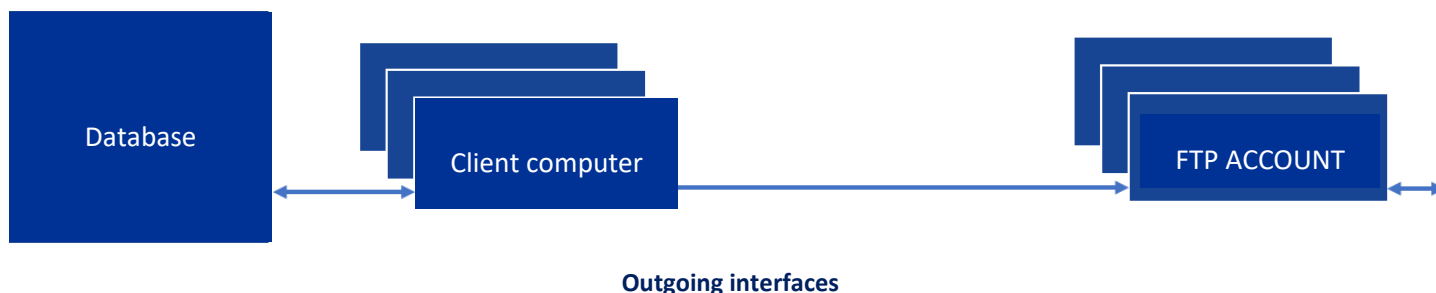 Database
Client computer
FTP ACCOUNT
Outgoing interfaces